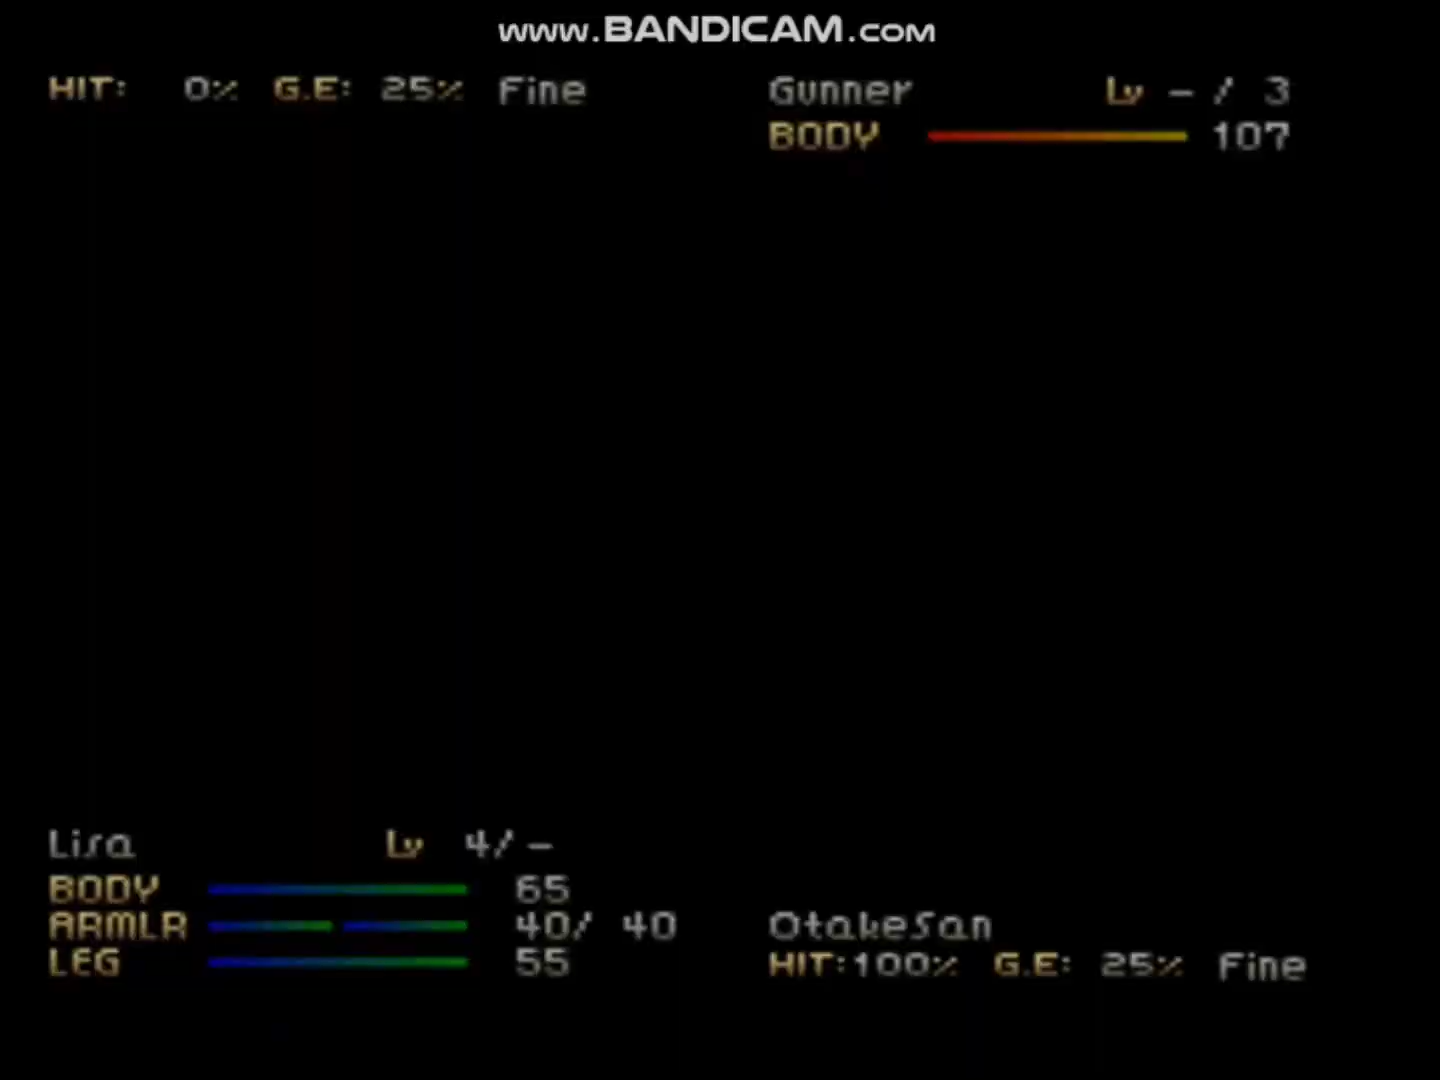 www.BANDICAM.com
HIT: 0% G.E: 25% Fine
Gunner Lv - / 3
BODY 107
Lisa Lv 4/ -
BODY 65
ARMLR 40/ 40
LEG 55
OtakeSan
HIT:100% G.E: 25% Fine